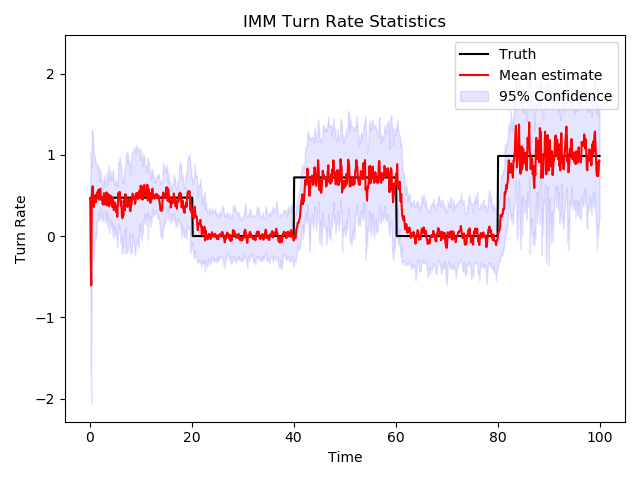 IMM Turn Rate Statistics
Truth
Mean estimate
95% Confidence
Turn Rate
2
1
0
−1
−2
0 20 40 60 80 100
Time